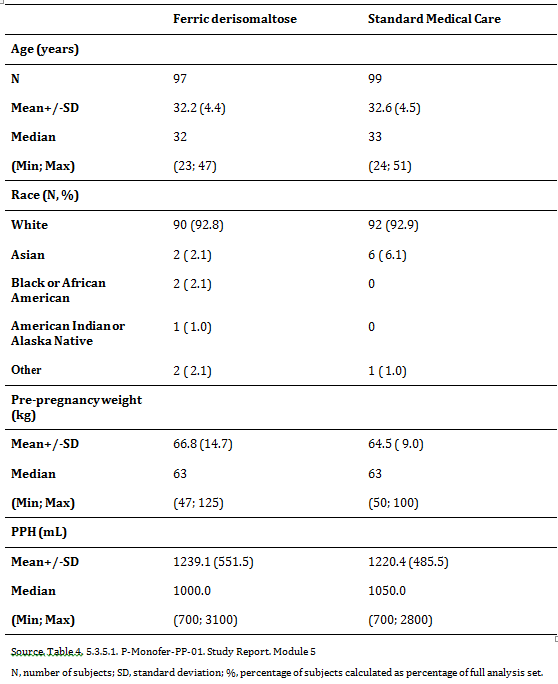 Ferric derisomaltose Standard Medical Care
Age (years)
N 97 99
Mean+/-SD 32.2 (4.4) 32.6 (4.5)
Median 32 33
(Min; Max) (23; 47) (24; 51)
Race (N, %)
White 90 (92.8) 92 (92.9)
Asian 2 ( 2.1) 6 ( 6.1)
Black or African 2 ( 2.1) 0
American
American Indian or 1 ( 1.0) 0
Alaska Native
Other 2 ( 2.1) 1 ( 1.0)
Pre-pregnancy weight
(kg)
Mean+/-SD 66.8 (14.7) 64.5 ( 9.0)
Median 63 63
(Min; Max) (47; 125) (50; 100)
PPH (mL)
Mean+/-SD 1239.1 (551.5) 1220.4 (485.5)
Median 1000.0 1050.0
(Min; Max) (700; 3100) (700; 2800)
Source. Table 4. 5.3.5.1. P-Monofer-PP-01. Study Report. Module 5
N, number of subjects; SD, standard deviation; %, percentage of subjects calculated as percentage of full analysis set.